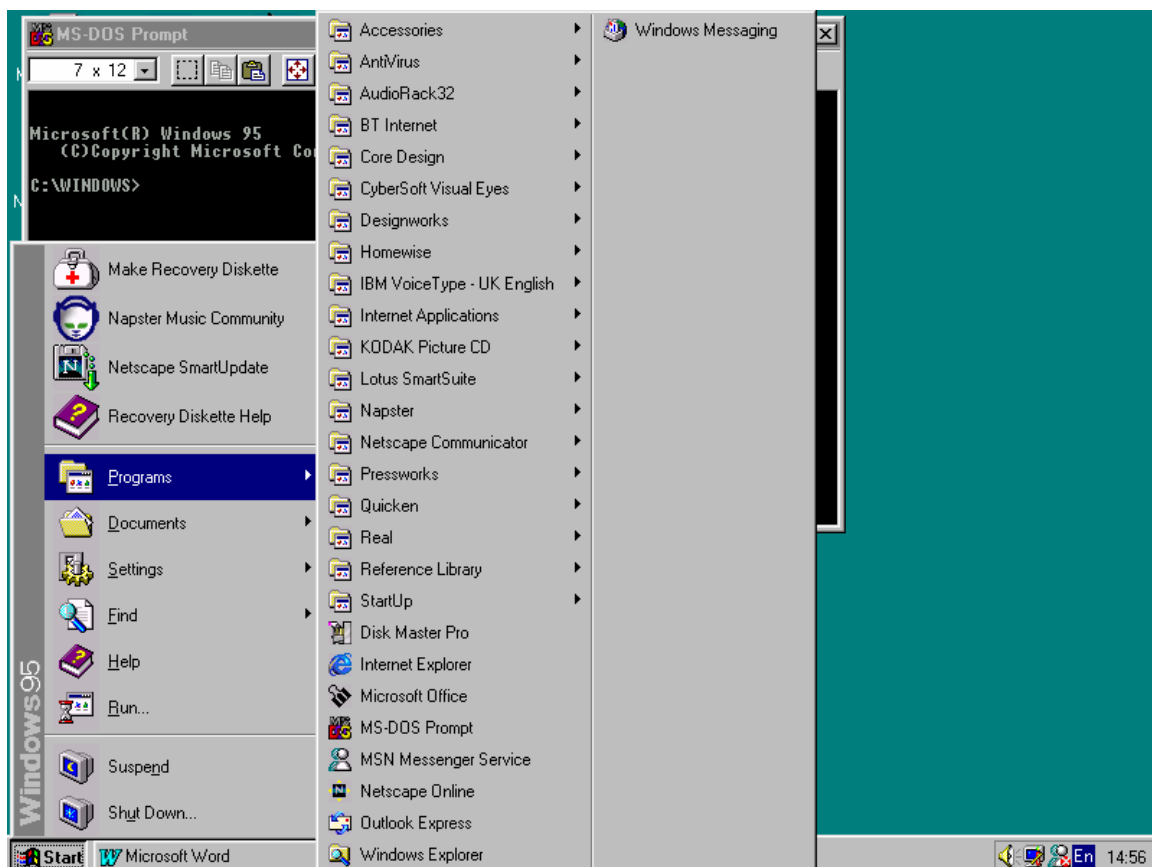 MS-DOS Prompt
7 x 12
Microsoft(R) Windows 95
(C)Copyright Microsoft
C:\WINDOWS>
Make Recovery Diskette
Napster Music Community
Netscape SmartUpdate
Recovery Diskette Help
Programs
Documents
Settings
Find
Help
Run...
Suspend
Shut Down...
Windows95
Accessories
AntiVirus
AudioRack32
BT Internet
Core Design
CyberSoft Visual Eyes
Designworks
Homewise
IBM VoiceType - UK English
Internet Applications
KODAK Picture CD
Lotus SmartSuite
Napster
Netscape Communicator
Pressworks
Quicken
Real
Reference Library
StartUp
Disk Master Pro
Internet Explorer
Microsoft Office
MS-DOS Prompt
MSN Messenger Service
Netscape Online
Outlook Express
Windows Explorer
Windows Messaging
Start
Microsoft Word
En
14:56